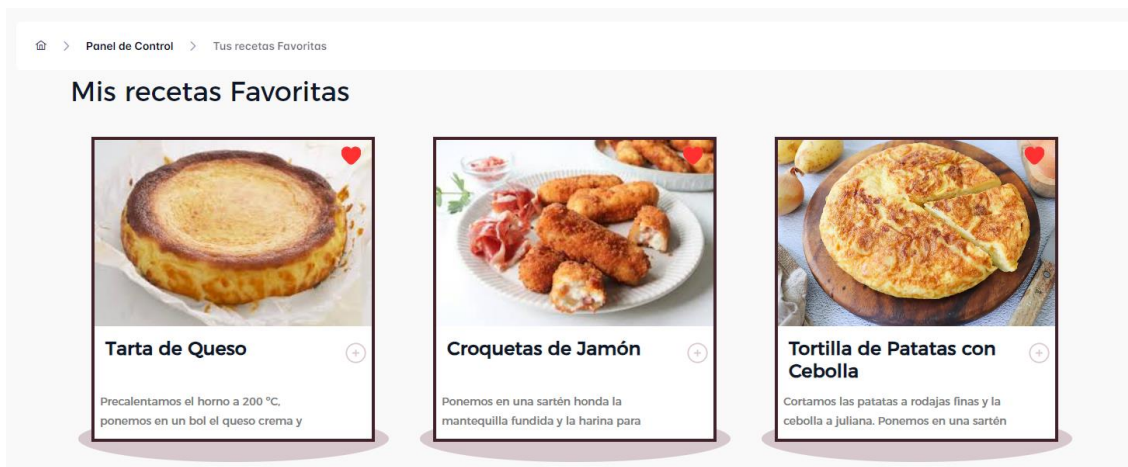 Panel de Control > Tus recetas Favoritas
Mis recetas Favoritas
Tarta de Queso
Precalentamos el horno a 200 °C,
ponemos en un bol el queso crema y
Croquetas de Jamón
Ponemos en una sartén honda la
mantequilla fundida y la harina para
Tortilla de Patatas con
Cebolla
Cortamos las patatas a rodajas finas y la
cebolla a juliana. Ponemos en una sartén